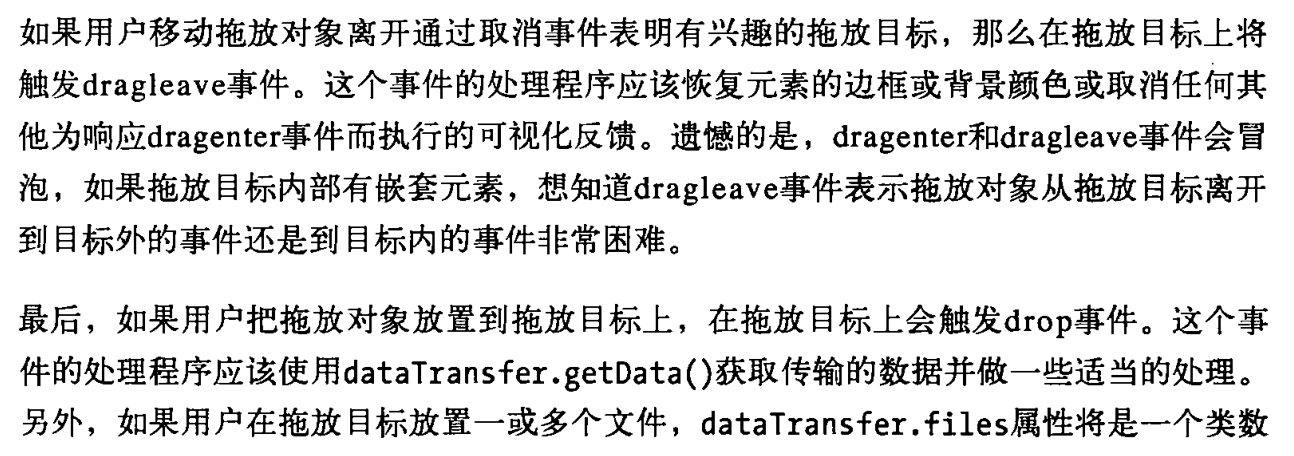 如果用户移动拖放对象离开通过取消事件表明有兴趣的拖放目标，那么在拖放目标上将
触发dragleave事件。这个事件的处理程序应该恢复元素的边框或背景颜色或取消任何其
他为响应dragenter事件而执行的可视化反馈。遗憾的是，dragenter和dragleave事件会冒
泡，如果拖放目标内部有嵌套元素，想知道dragleave事件表示拖放对象从拖放目标离开
到目标外的事件还是到目标内的事件非常困难。
最后，如果用户把拖放对象放置到拖放目标上，在拖放目标上会触发drop事件。这个事
件的处理程序应该使用dataTransfer.getData()获取传输的数据并做一些适当的处理。
另外，如果用户在拖放目标放置一或多个文件，dataTransfer.files属性将是一个类数